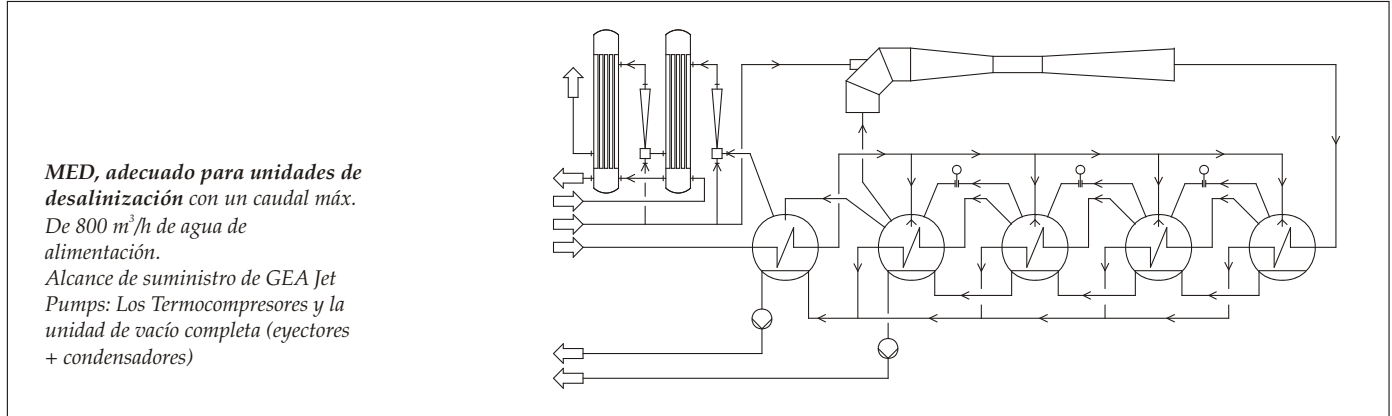 MED, adecuado para unidades de
desalinización con un caudal máx.
De 800 m³/h de agua de
alimentación.
Alcance de suministro de GEA Jet
Pumps: Los Termocompresores y la
unidad de vacío completa (eyectores
+ condensadores)